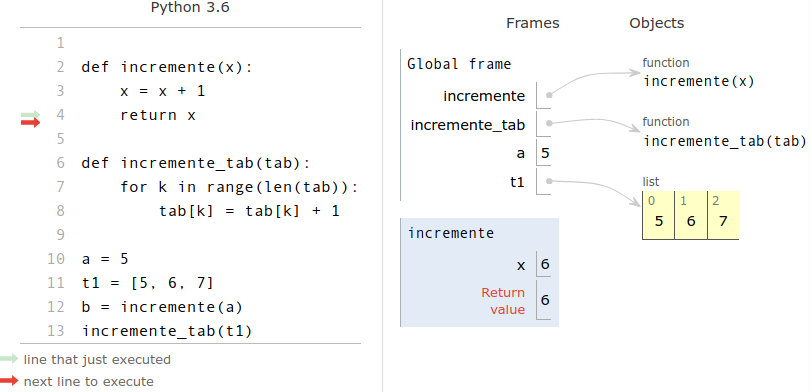 Python 3.6
1
2 def incremente(x):
3     x = x + 1
4     return x
5
6 def incremente_tab(tab):
7     for k in range(len(tab)):
8         tab[k] = tab[k] + 1
9
10 a = 5
11 t1 = [5, 6, 7]
12 b = incremente(a)
13 incremente_tab(t1)
line that just executed
next line to execute
Frames Objects
Global frame
incremente
incremente_tab
a 5
t1
function
incremente(x)
function
incremente_tab(tab)
list
0 1 2
5 6 7
incremente
x 6
Return
value 6